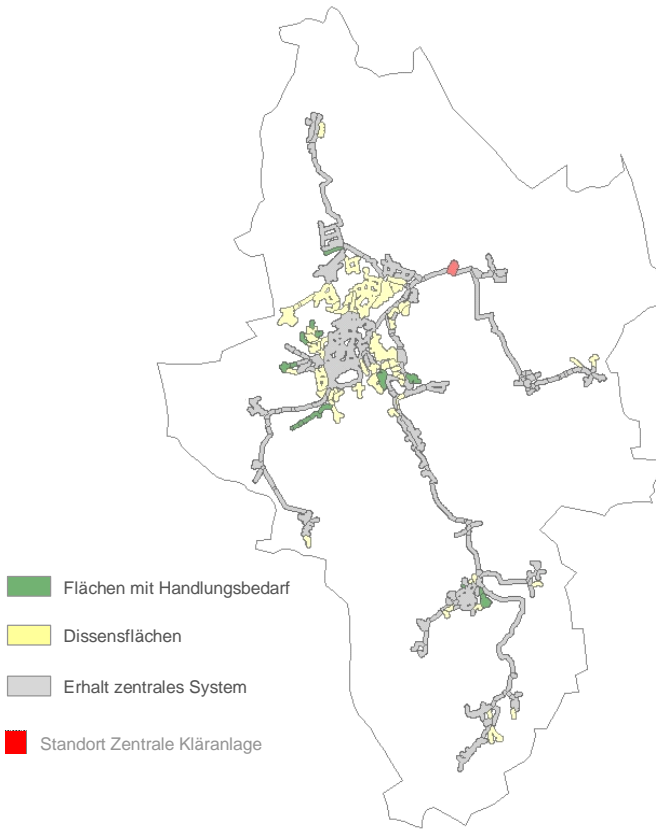 Flächen mit Handlungsbedarf
Dissensflächen
Erhalt zentrales System
Standort Zentrale Kläranlage